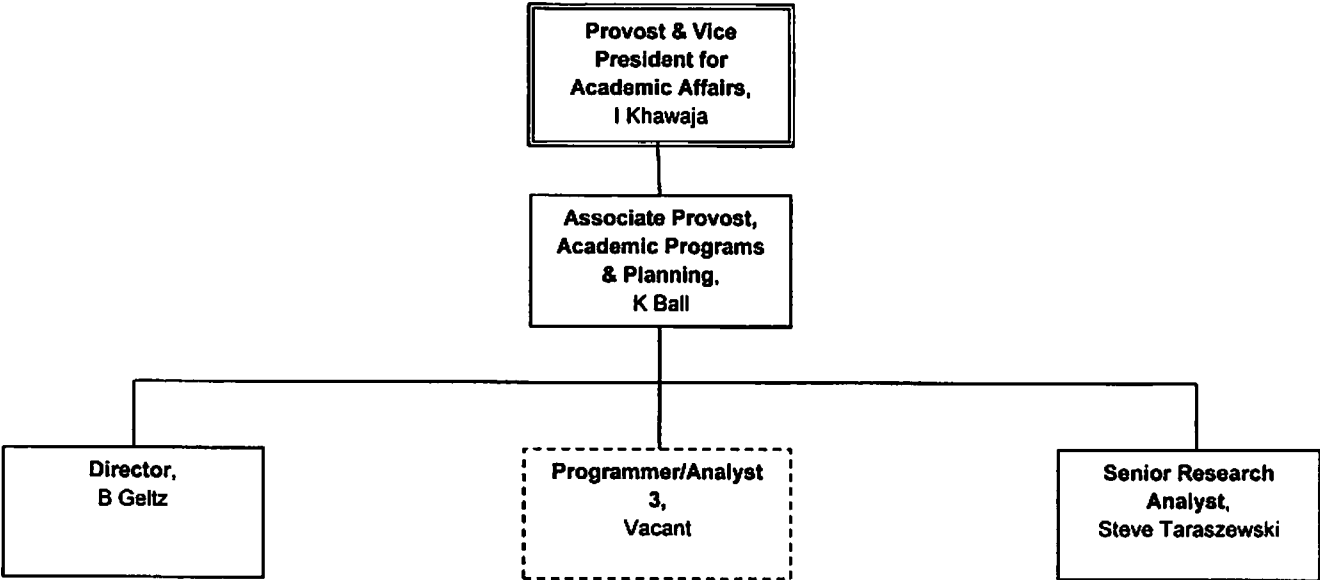 Provost & Vice
President for
Academic Affairs,
I Khawaja
Associate Provost,
Academic Programs
& Planning,
K Ball
Director,
B Geltz
Programmer/Analyst
3,
Vacant
Senior Research
Analyst,
Steve Taraszewski